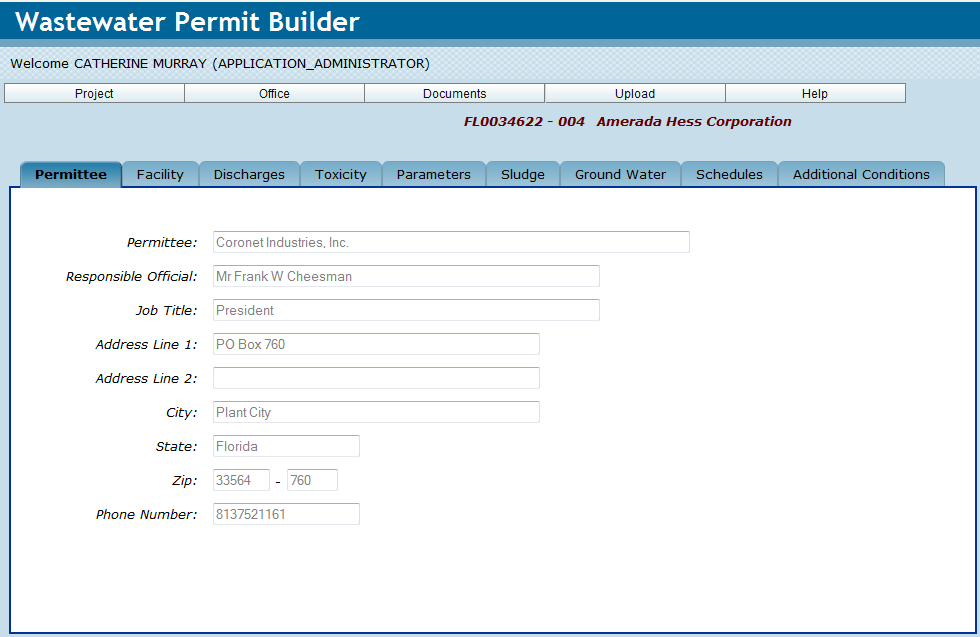 Wastewater Permit Builder
Welcome CATHERINE MURRAY (APPLICATION_ADMINISTRATOR)
Project Office Documents Upload Help
FL0034622 - 004 Amerada Hess Corporation
Permittee Facility Discharges Toxicity Parameters Sludge Ground Water Schedules Additional Conditions
Permittee: Coronet Industries, Inc.
Responsible Official: Mr Frank W Cheesman
Job Title: President
Address Line 1: PO Box 760
Address Line 2:
City: Plant City
State: Florida
Zip: 33564 - 760
Phone Number: 8137521161